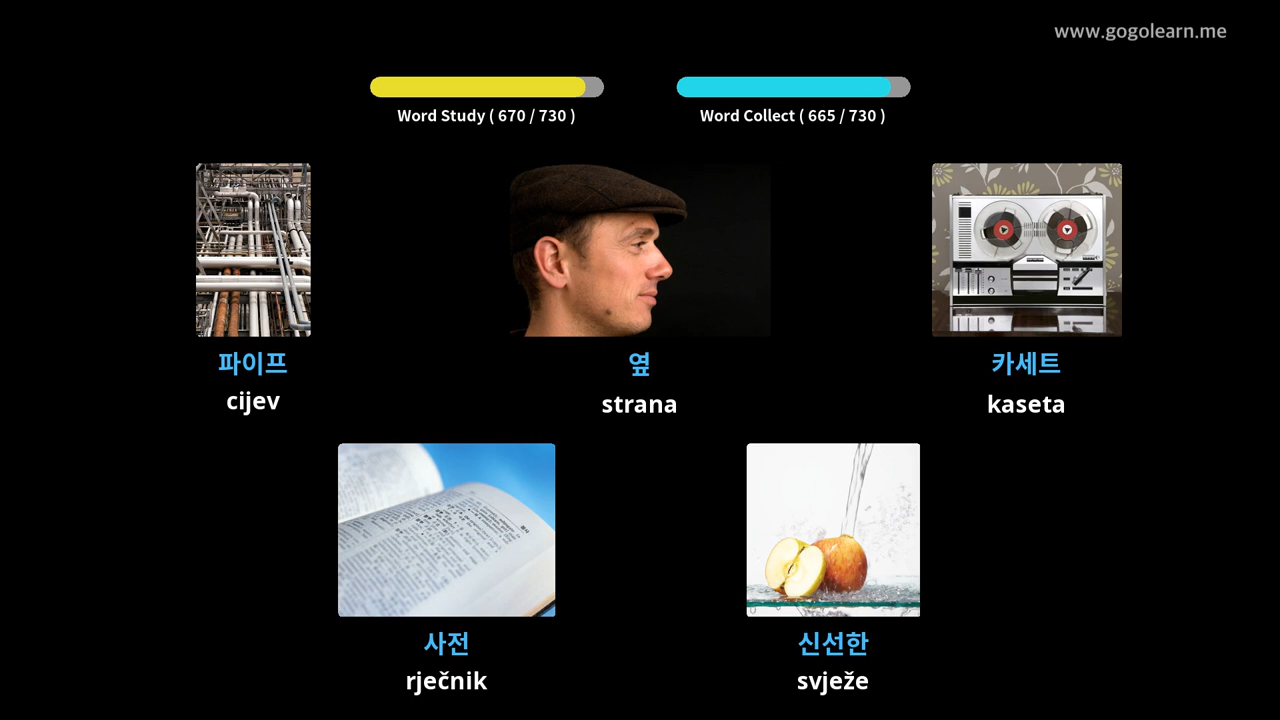 www.gogolearn.me
Word Study ( 670 / 730 )
Word Collect ( 665 / 730 )
파이프
cijev
옆
strana
카세트
kaseta
사전
rječnik
신선한
svježe